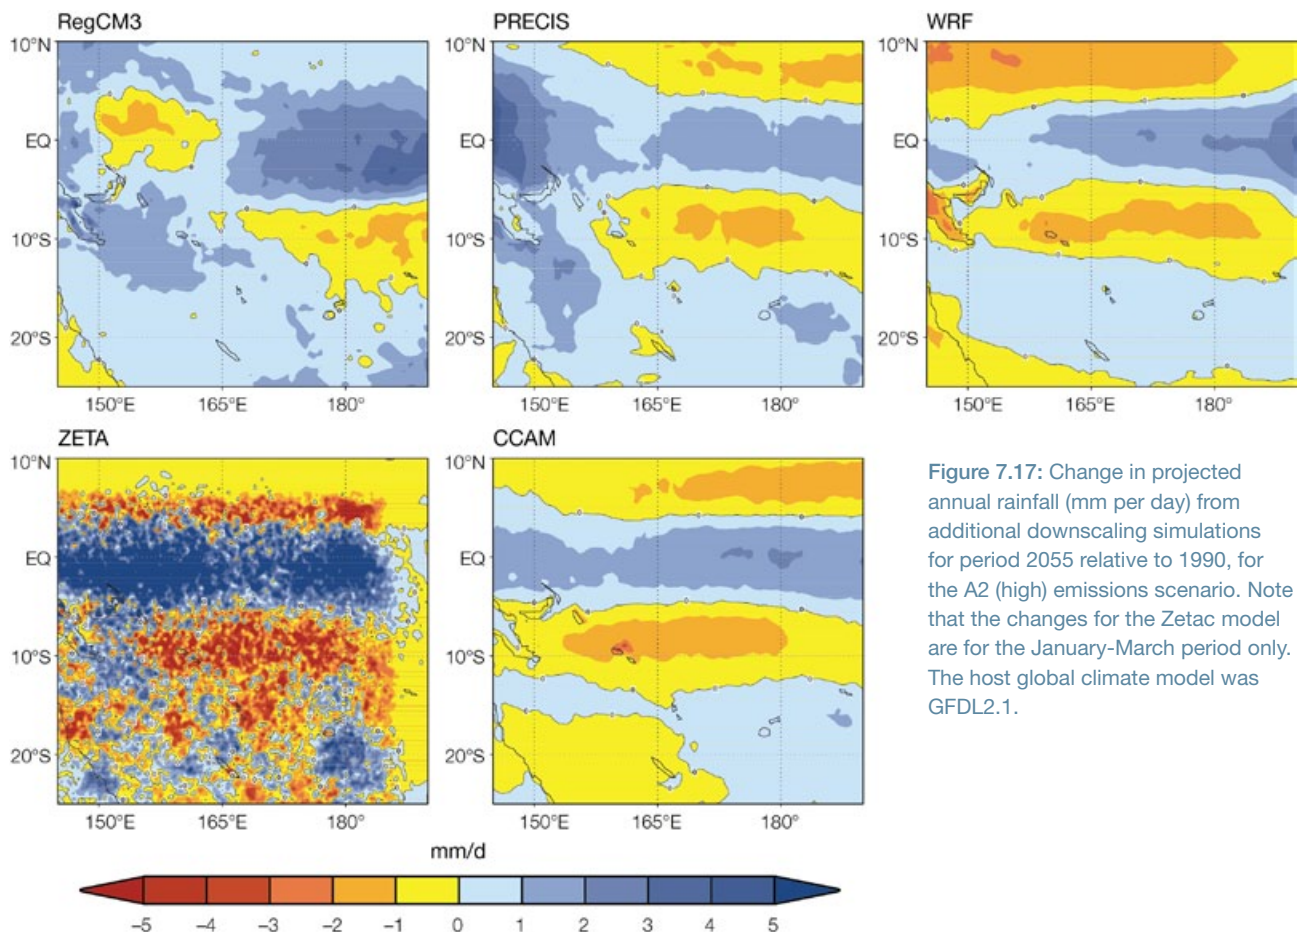 RegCM3
PRECIS
WRF
10°N
10°N
10°N
EQ
EQ
EQ
10°S
10°S
10°S
20°S
20°S
20°S
150°E 165°E 180°
150°E 165°E 180°
150°E 165°E 180°
ZETA
CCAM
10°N
10°N
EQ
EQ
10°S
10°S
20°S
20°S
150°E 165°E 180°
150°E 165°E 180°
Figure 7.17: Change in projected
annual rainfall (mm per day) from
additional downscaling simulations
for period 2055 relative to 1990, for
the A2 (high) emissions scenario. Note
that the changes for the Zetac model
are for the January-March period only.
The host global climate model was
GFDL2.1.
mm/d
−5 −4 −3 −2 −1 0 1 2 3 4 5